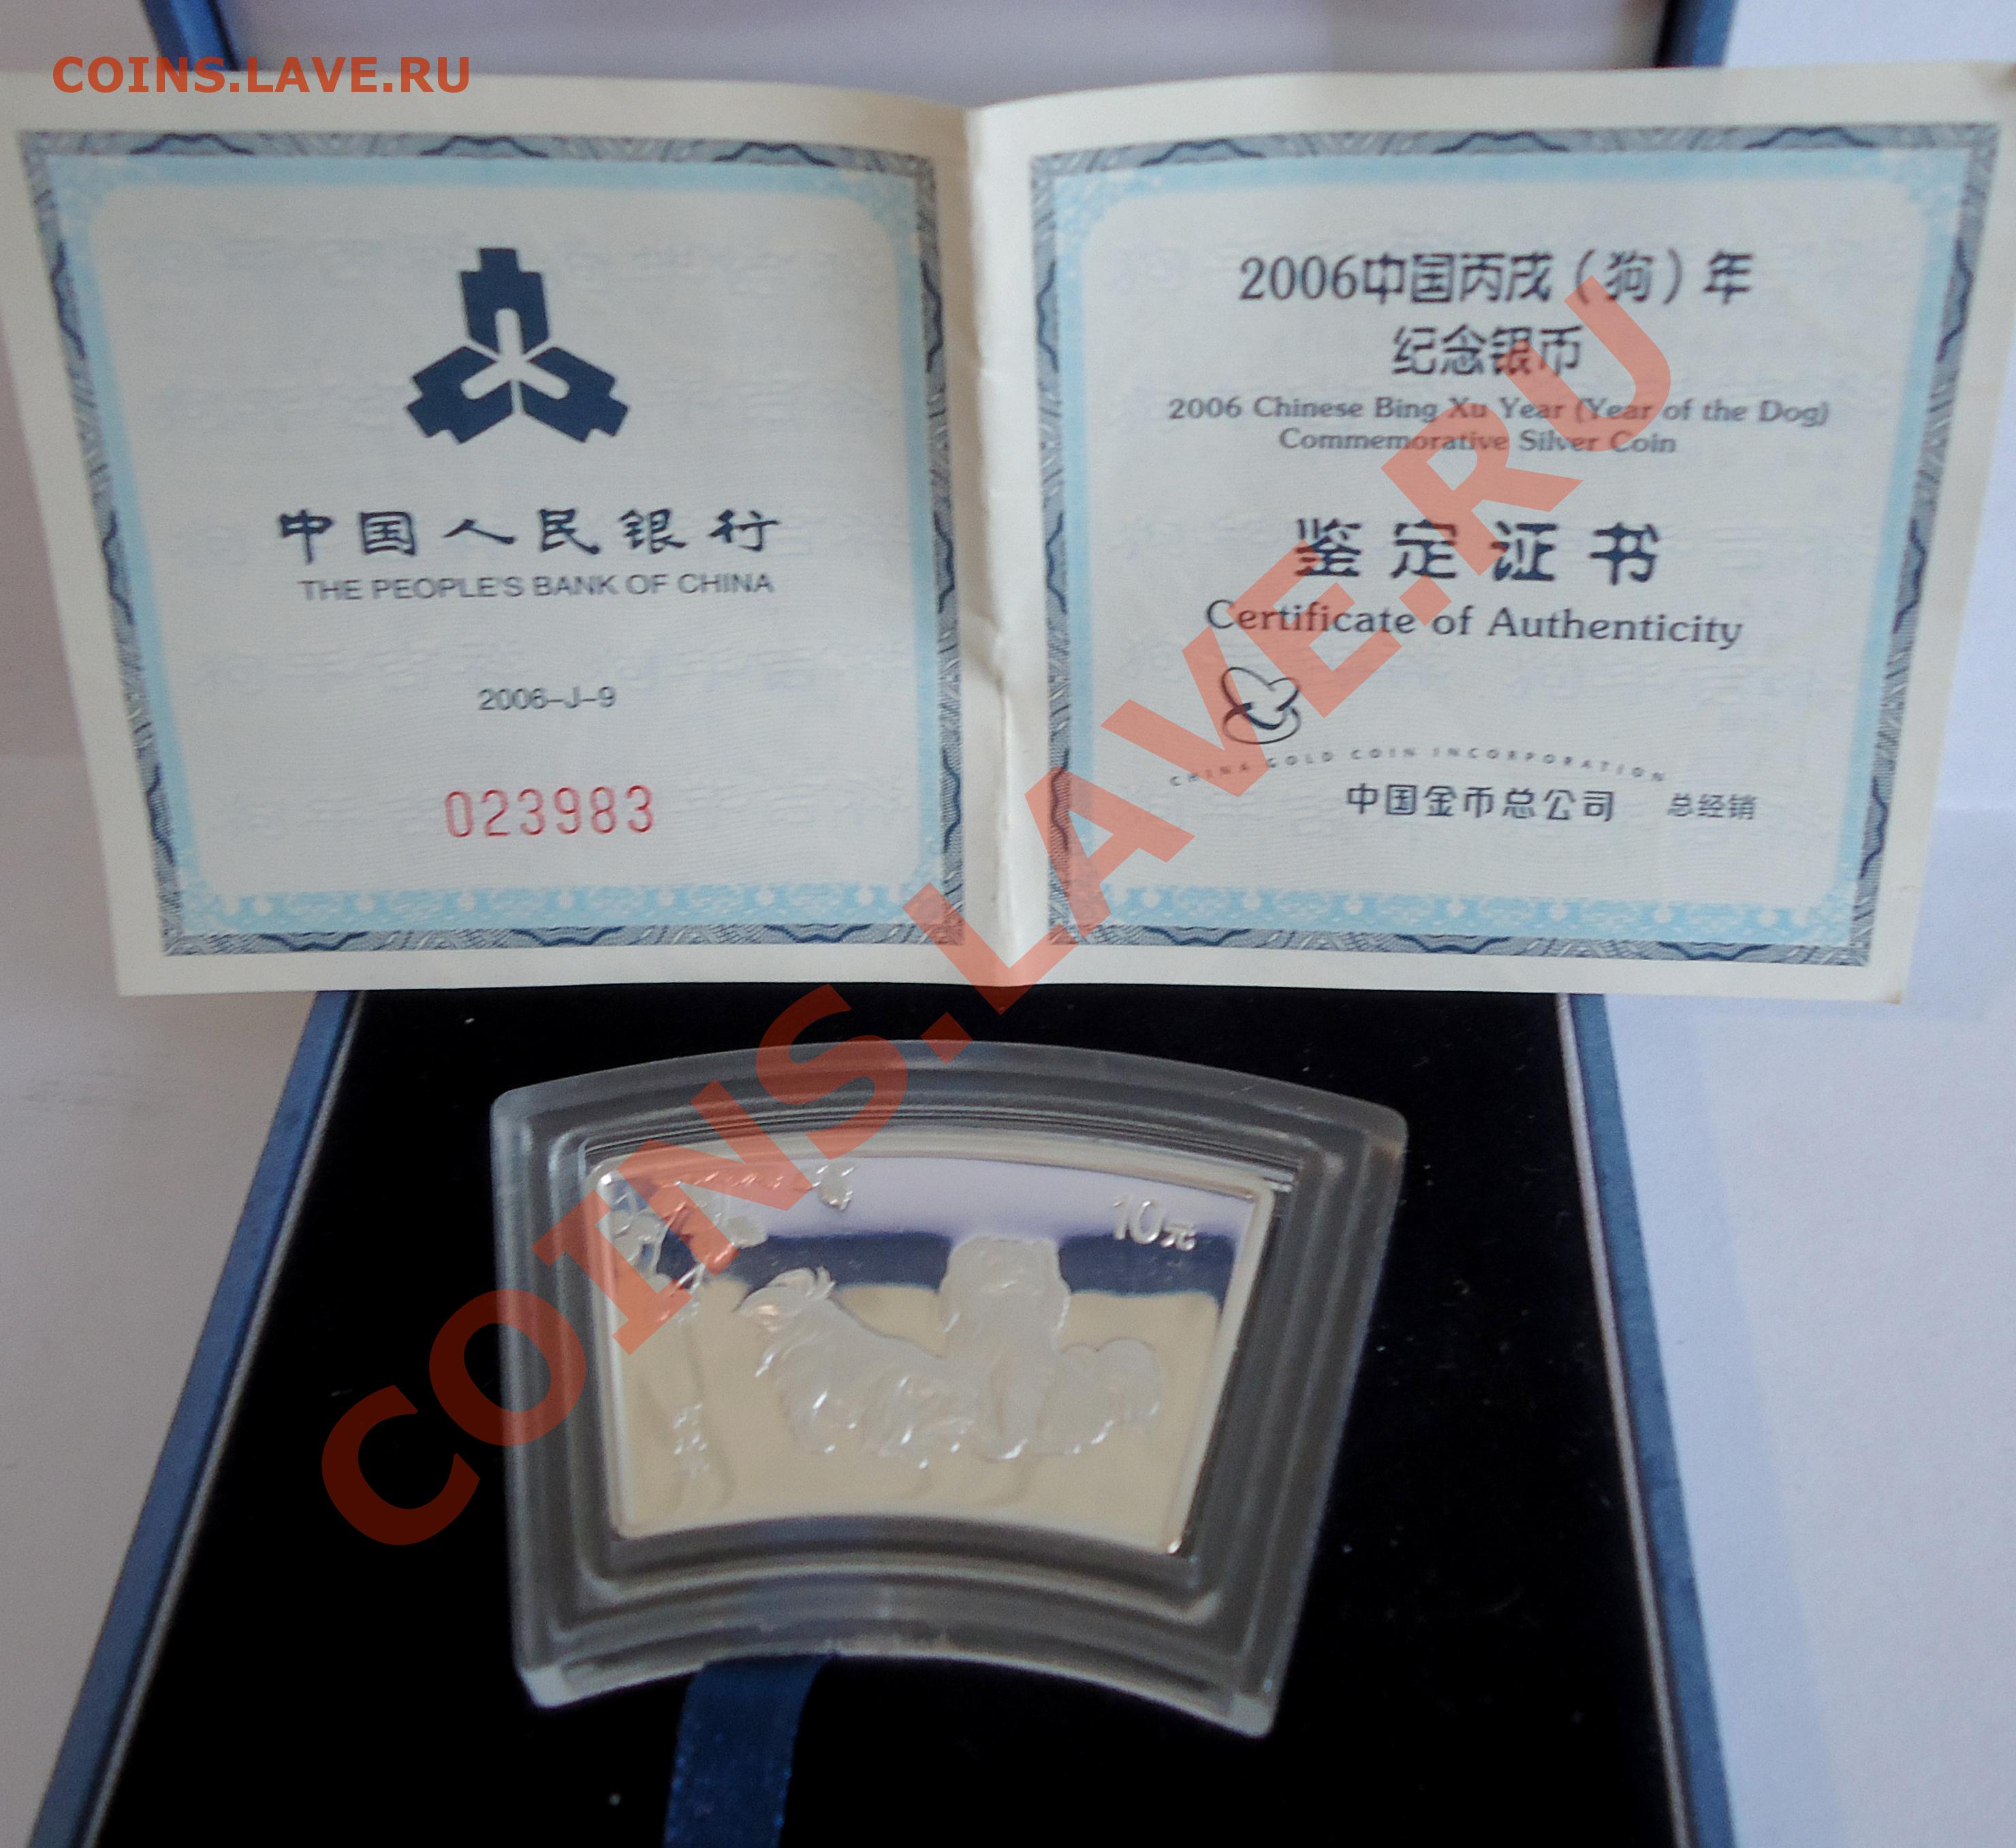 COINS.LAVE.RU
中国人民银行
THE PEOPLE'S BANK OF CHINA
2006-J-9
023983
2006中国丙戌（狗）年
纪念银币
2006 Chinese Bing Xu Year (Year of the Dog)
Commemorative Silver Coin
鉴定证书
Certificate of Authenticity
CHINA GOLD COIN INCORPORATION
中国金币总公司 总经销
10元
COINS.LAVE.RU